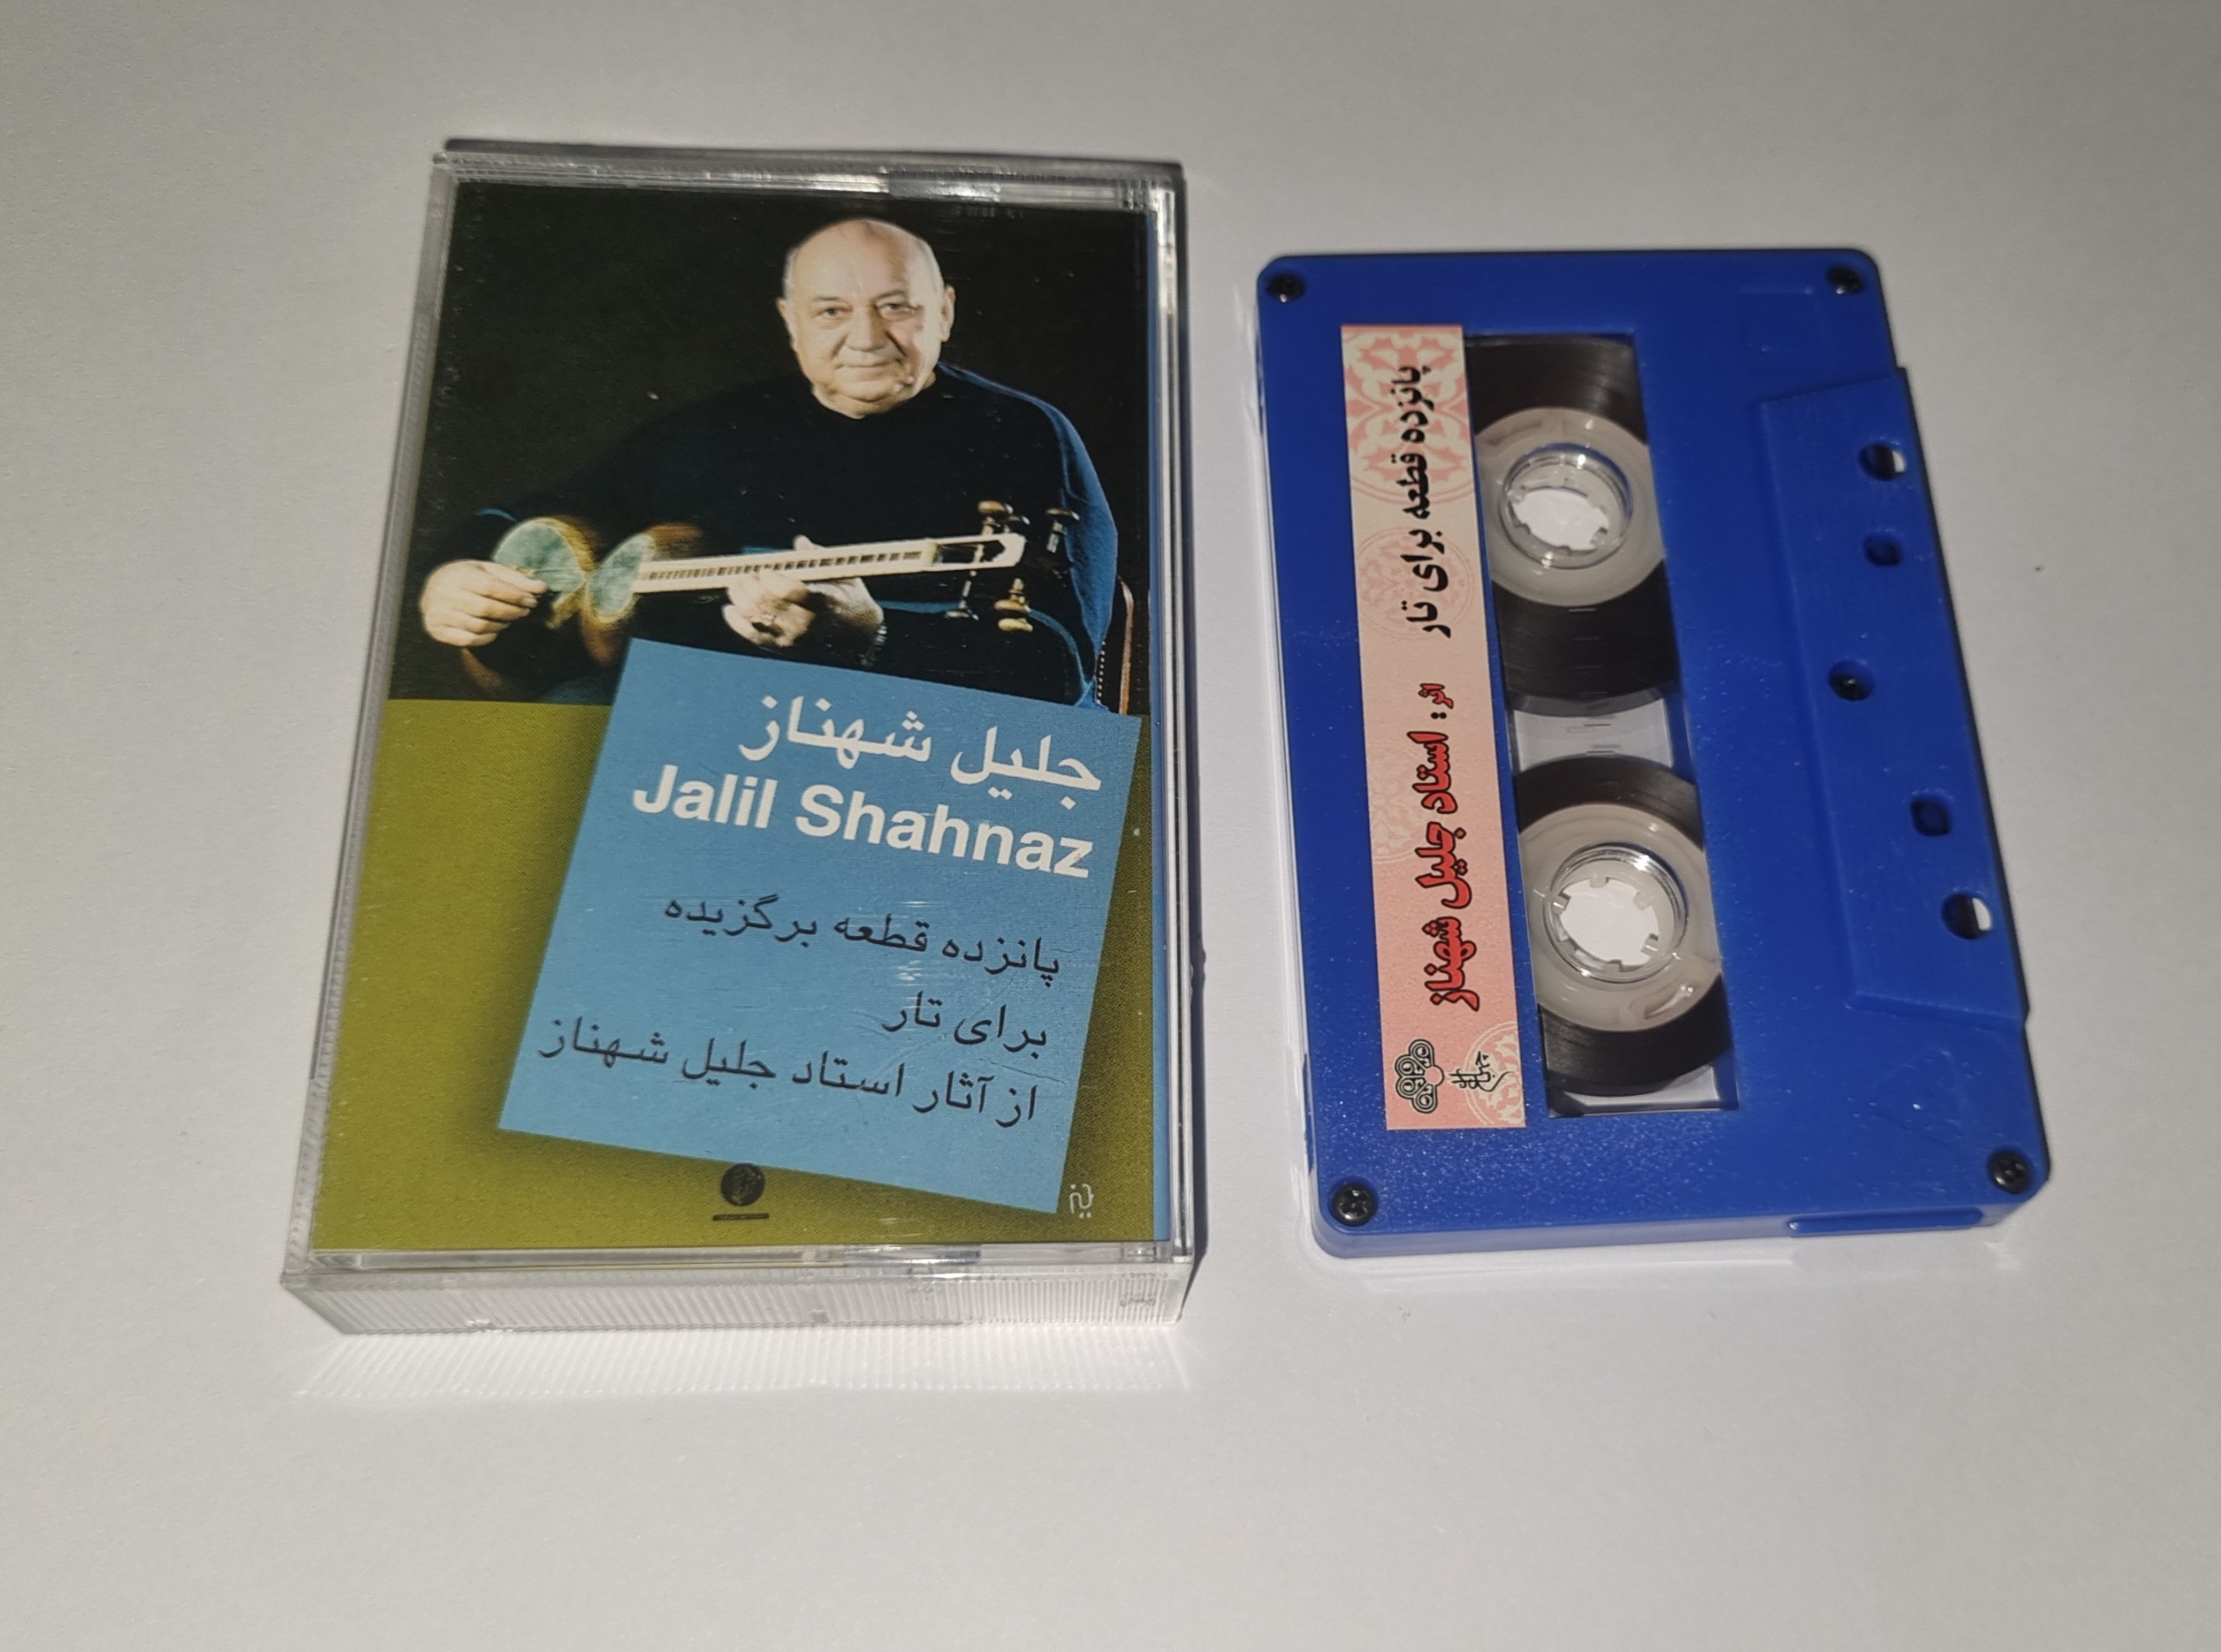 جلیل شهناز
Jalil Shahnaz
پانزده قطعه برگزیده
برای تار
از آثار استاد جلیل شهناز
پانزده قطعه برای تار
اثر: استاد جلیل شهناز